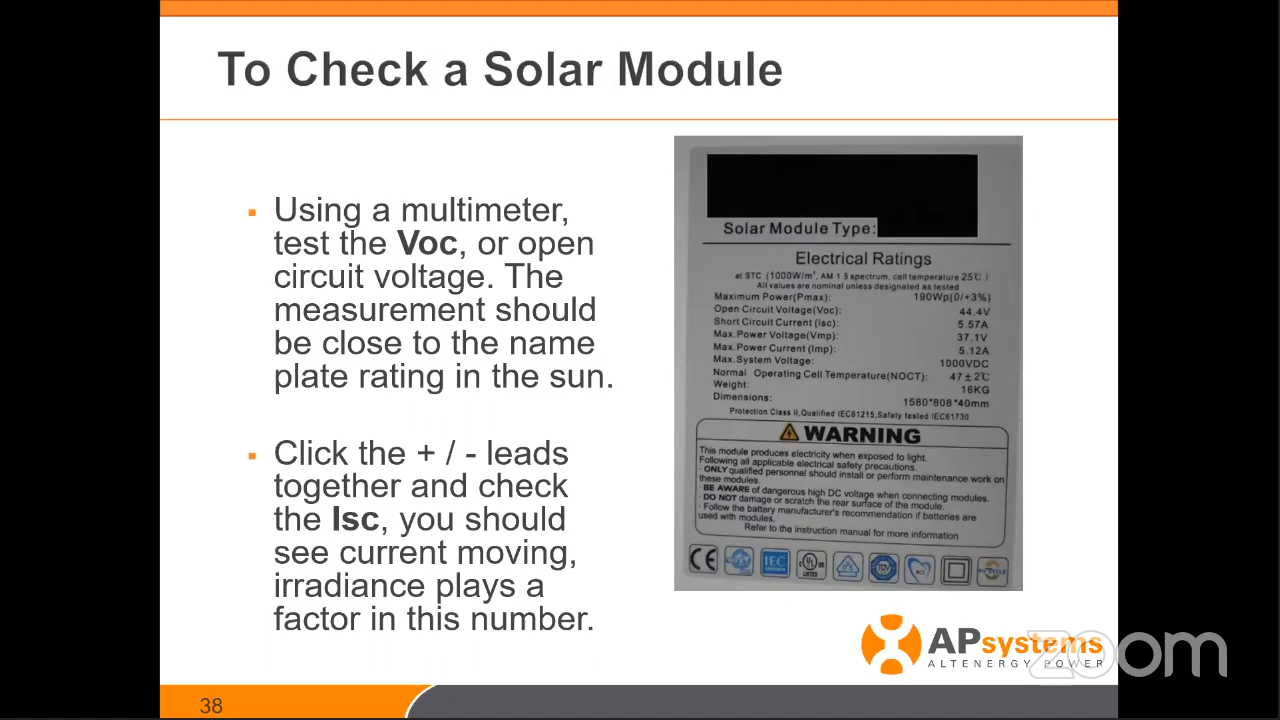 To Check a Solar Module
▪ Using a multimeter,
test the Voc, or open
circuit voltage. The
measurement should
be close to the name
plate rating in the sun.
▪ Click the + / - leads
together and check
the Isc, you should
see current moving,
irradiance plays a
factor in this number.
Solar Module Type:
Electrical Ratings
at STC (1000W/m², AM 1.5 spectrum, cell temperature 25℃)
All values are nominal unless designated as tested
Maximum Power(Pmax): 190Wp(0/+3%)
Open Circuit Voltage(Voc): 44.4V
Short Circuit Current (Isc): 5.57A
Max.Power Voltage(Vmp): 37.1V
Max.Power Current (Imp): 5.12A
Max.System Voltage: 1000VDC
Normal Operating Cell Temperature(NOCT): 47±2℃
Weight: 16KG
Dimensions: 1580*808*40mm
Protection Class II,Qualified IEC61215,Safety tested IEC61730
WARNING
This module produces electricity when exposed to light.
Following all applicable electrical safety precautions.
· ONLY qualified personnel should install or perform maintenance work on
these modules.
· BE AWARE of dangerous high DC voltage when connecting modules.
· DO NOT damage or scratch the rear surface of the module.
· Follow the battery manufacturer's recommendation if batteries are
used with modules.
Refer to the instruction manual for more information
CE
IEC
UL
LISTED
TÜV
PV CYCLE
APsystems
ALTENERGY POWER
zoom
38